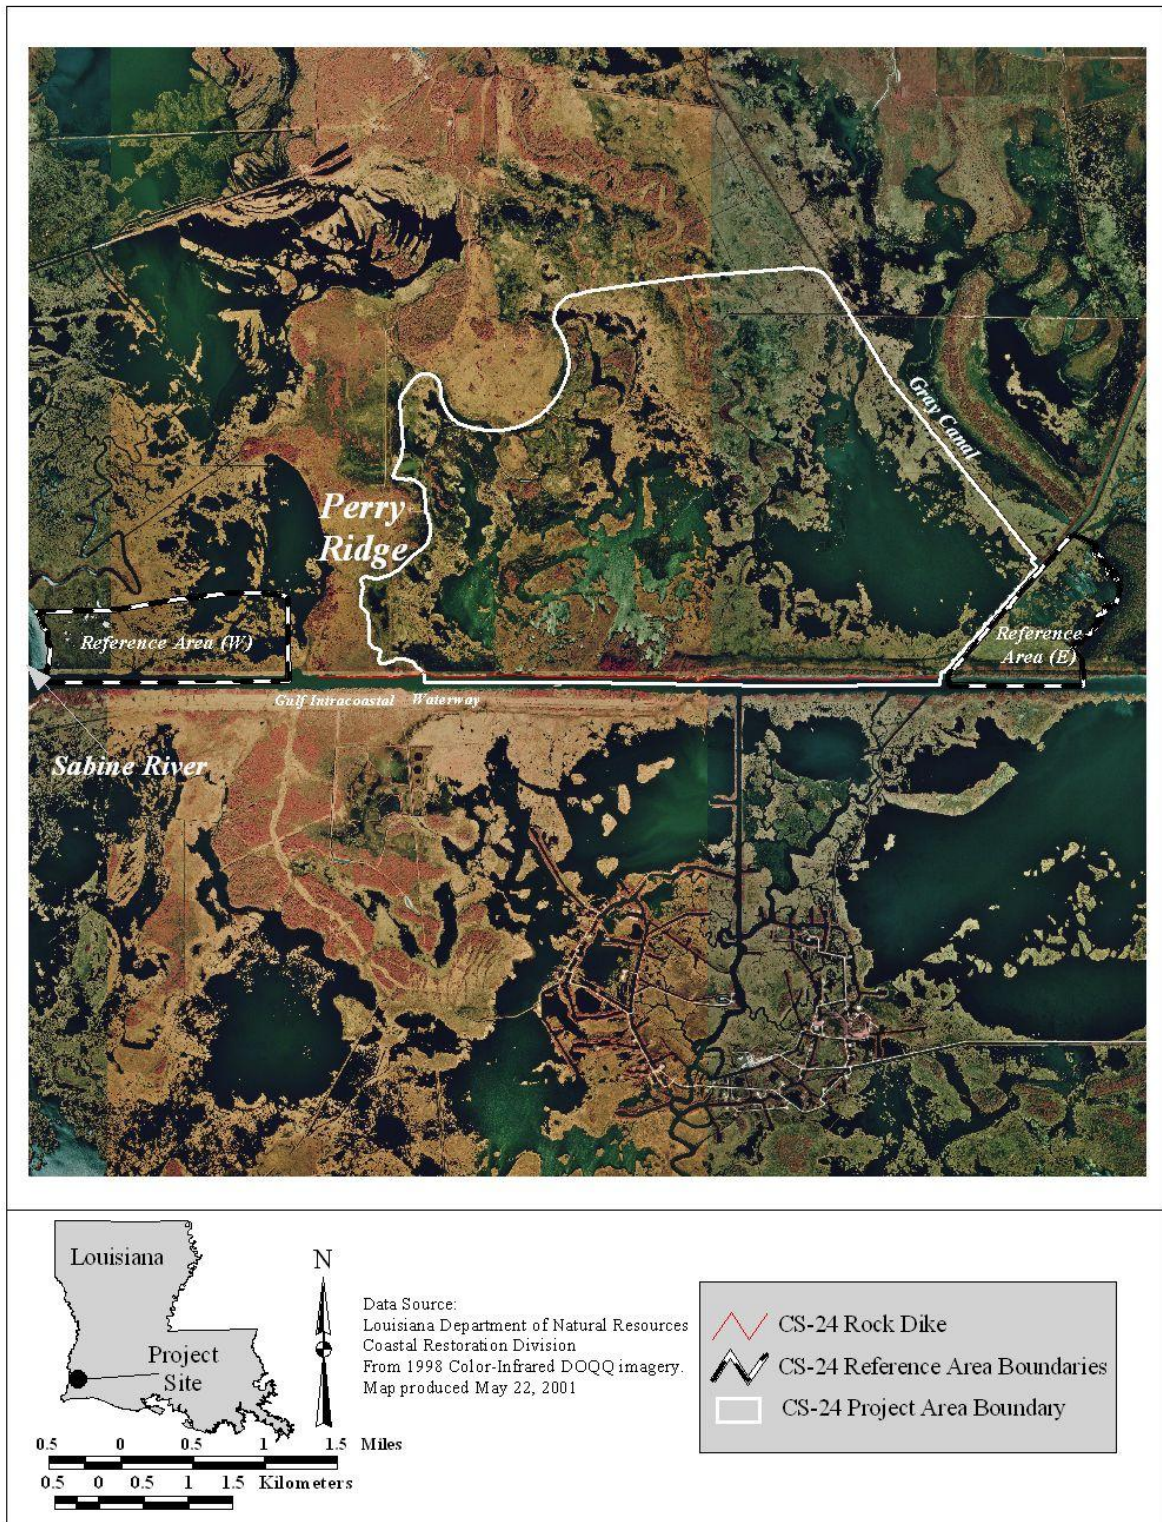 Gray Canal
Perry
Ridge
Reference Area (W)
Reference
Area (E)
Gulf Intracoastal Waterway
Sabine River
Louisiana
Project
Site
N
Data Source:
Louisiana Department of Natural Resources
Coastal Restoration Division
From 1998 Color-Infrared DOQQ imagery.
Map produced May 22, 2001
CS-24 Rock Dike
CS-24 Reference Area Boundaries
CS-24 Project Area Boundary
0.5 0 0.5 1 1.5 Miles
0.5 0 0.5 1 1.5 Kilometers